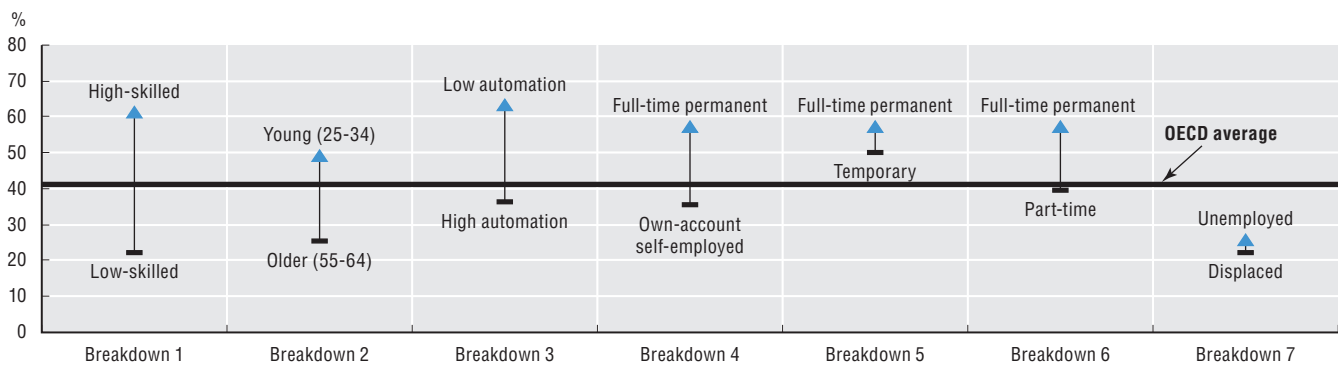 %
80
70
60
50
40
30
20
10
0
High-skilled
Low-skilled
Young (25-34)
Older (55-64)
Low automation
High automation
Full-time permanent
Own-account
self-employed
Full-time permanent
Temporary
Full-time permanent
Part-time
OECD average
Unemployed
Displaced
Breakdown 1
Breakdown 2
Breakdown 3
Breakdown 4
Breakdown 5
Breakdown 6
Breakdown 7